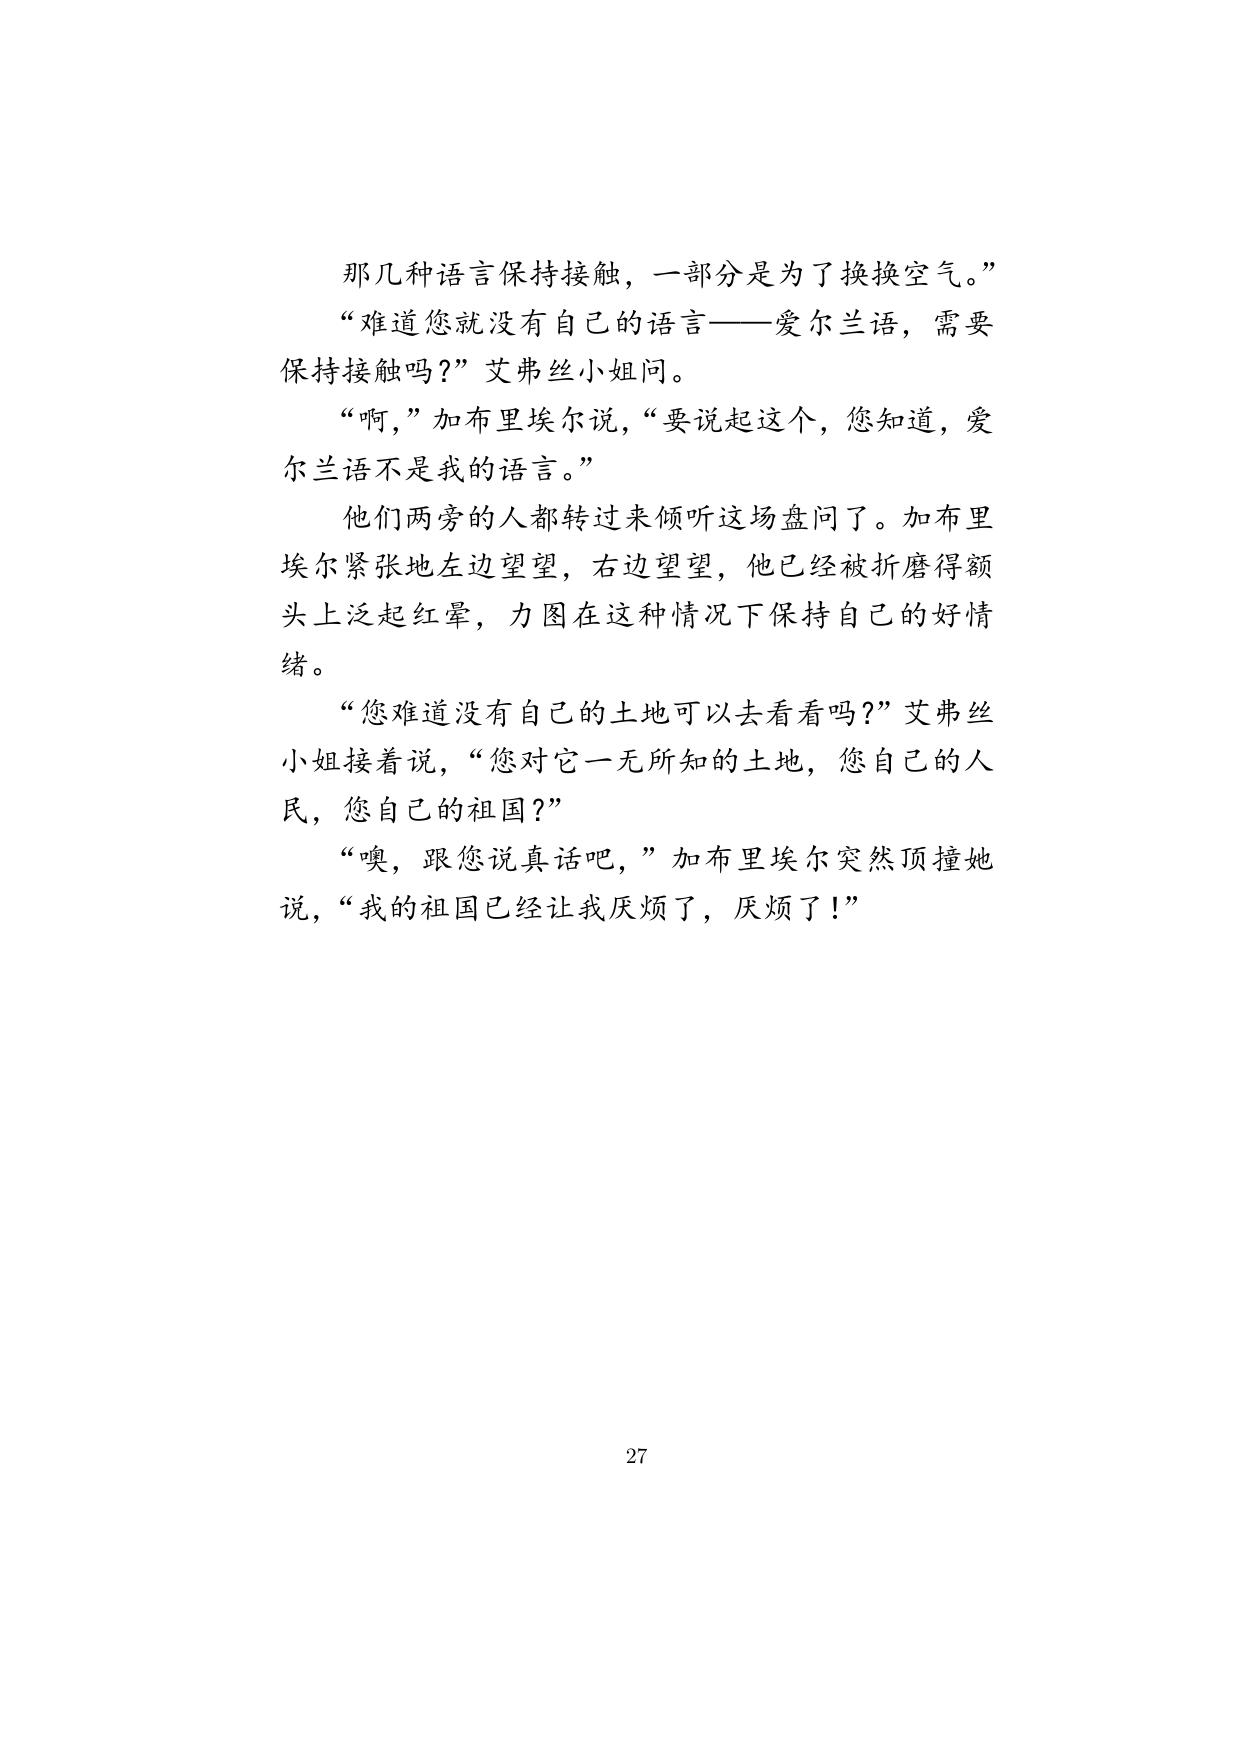 那几种语言保持接触，一部分是为了换换空气。”
“难道您就没有自己的语言——爱尔兰语，需要
保持接触吗？”艾弗丝小姐问。
“啊，”加布里埃尔说，“要说起这个，您知道，爱
尔兰语不是我的语言。”
他们两旁的人都转过来倾听这场盘问了。加布里
埃尔紧张地左边望望，右边望望，他已经被折磨得额
头上泛起红晕，力图在这种情况下保持自己的好情
绪。
“您难道没有自己的土地可以去看看吗？”艾弗丝
小姐接着说，“您对它一无所知的土地，您自己的人
民，您自己的祖国？”
“噢，跟您说真话吧，”加布里埃尔突然顶撞她
说，“我的祖国已经让我厌烦了，厌烦了！”
27